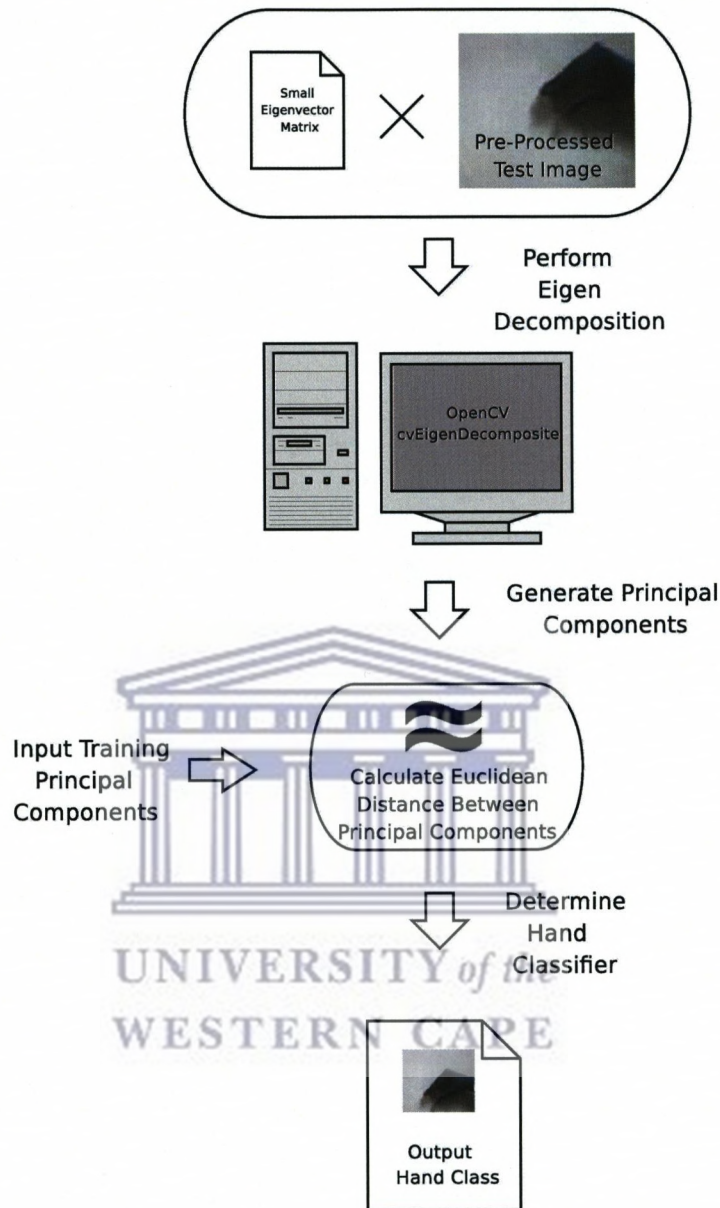 Small
Eigenvector
Matrix
Pre-Processed
Test Image
Perform
Eigen
Decomposition
OpenCV
cvEigenDecomposite
Generate Principal
Components
Input Training
Principal
Components
Calculate Euclidean
Distance Between
Principal Components
Determine
Hand
Classifier
UNIVERSITY of the
WESTERN CAPE
Output
Hand Class